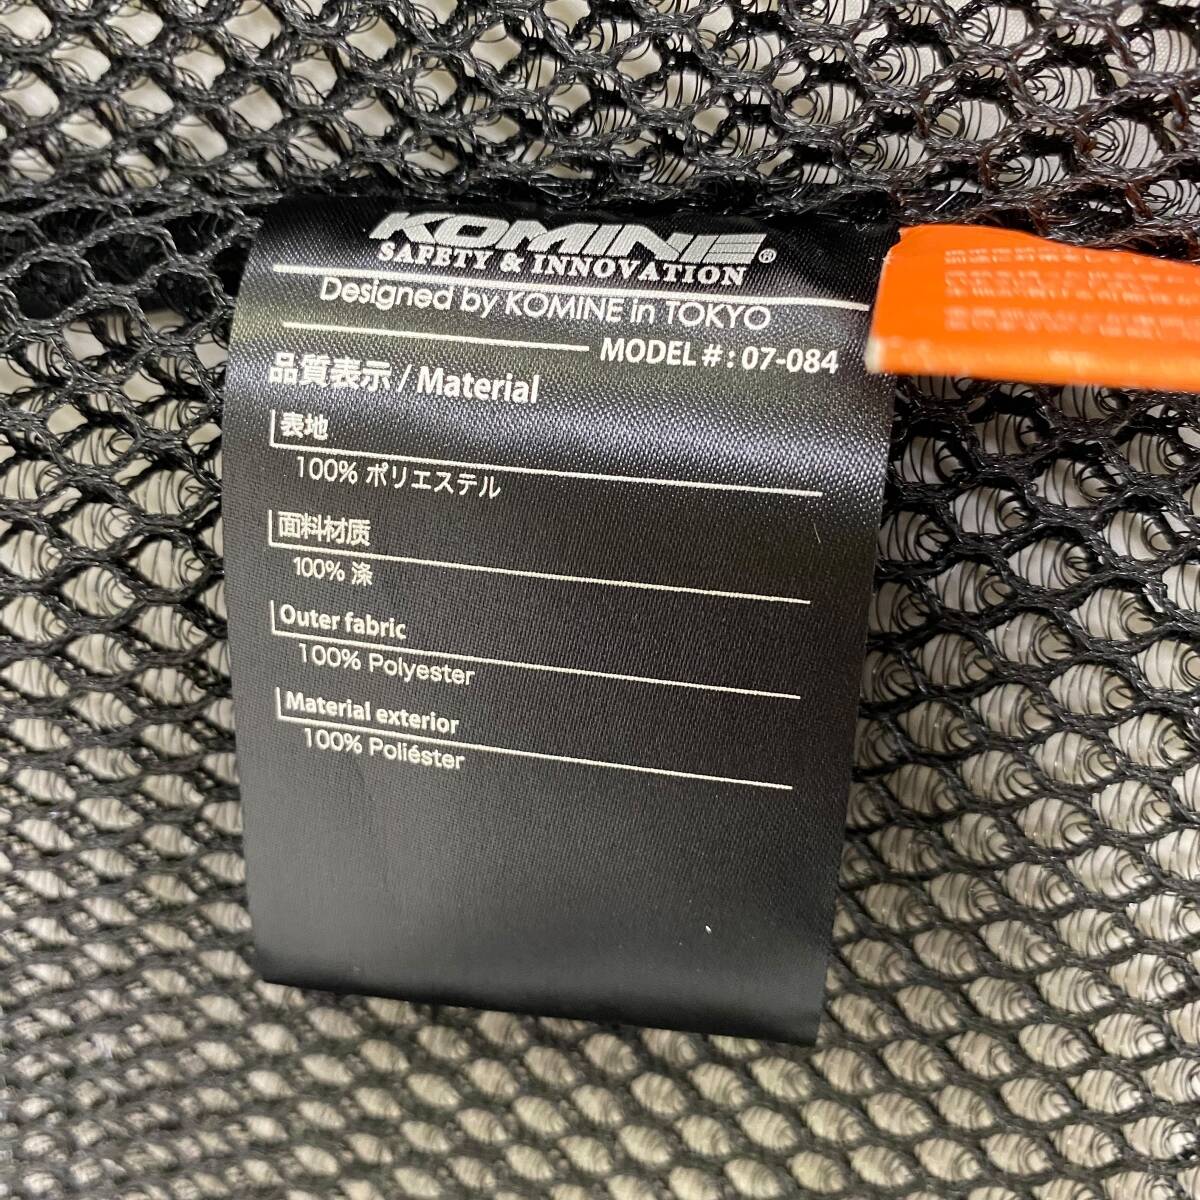 KOMINE®
SAFETY & INNOVATION
Designed by KOMINE in TOKYO
MODEL # : 07-084
品質表示 / Material
表地
100% ポリエステル
面料材质
100% 涤
Outer fabric
100% Polyester
Material exterior
100% Poliéster